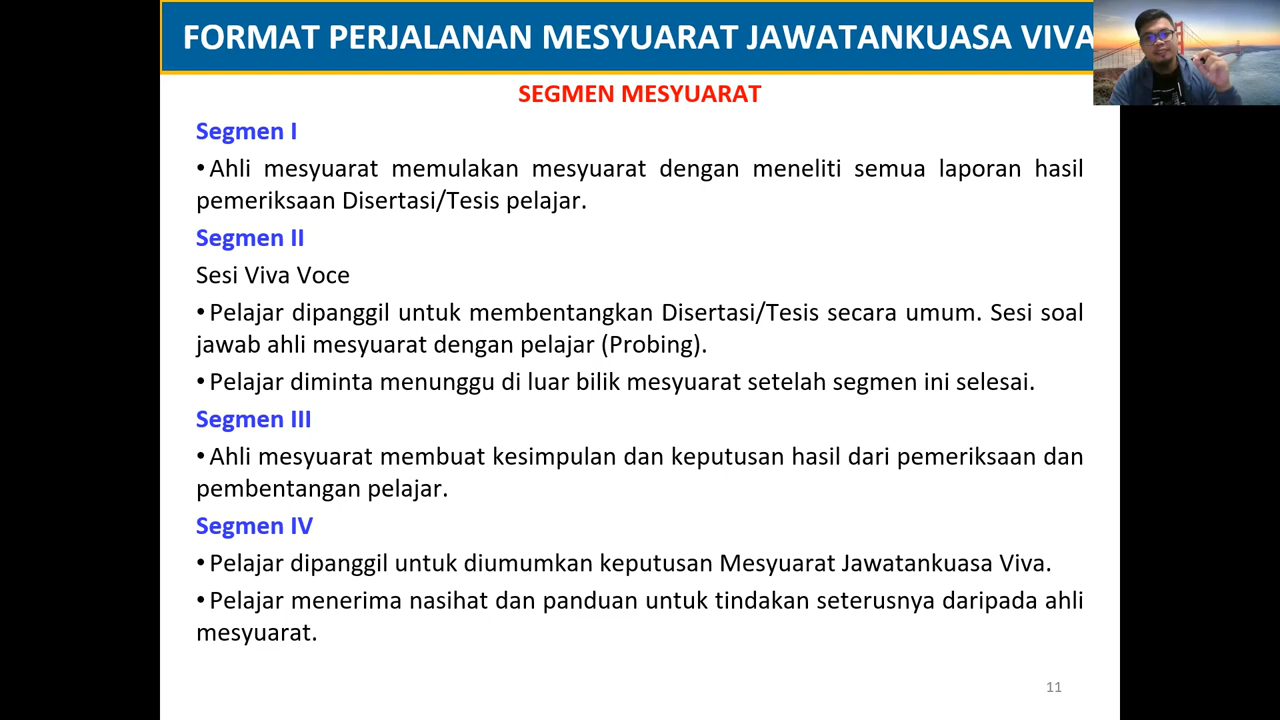 FORMAT PERJALANAN MESYUARAT JAWATANKUASA VIVA
SEGMEN MESYUARAT
Segmen I
•Ahli mesyuarat memulakan mesyuarat dengan meneliti semua laporan hasil
pemeriksaan Disertasi/Tesis pelajar.
Segmen II
Sesi Viva Voce
•Pelajar dipanggil untuk membentangkan Disertasi/Tesis secara umum. Sesi soal
jawab ahli mesyuarat dengan pelajar (Probing).
•Pelajar diminta menunggu di luar bilik mesyuarat setelah segmen ini selesai.
Segmen III
•Ahli mesyuarat membuat kesimpulan dan keputusan hasil dari pemeriksaan dan
pembentangan pelajar.
Segmen IV
•Pelajar dipanggil untuk diumumkan keputusan Mesyuarat Jawatankuasa Viva.
•Pelajar menerima nasihat dan panduan untuk tindakan seterusnya daripada ahli
mesyuarat.
11